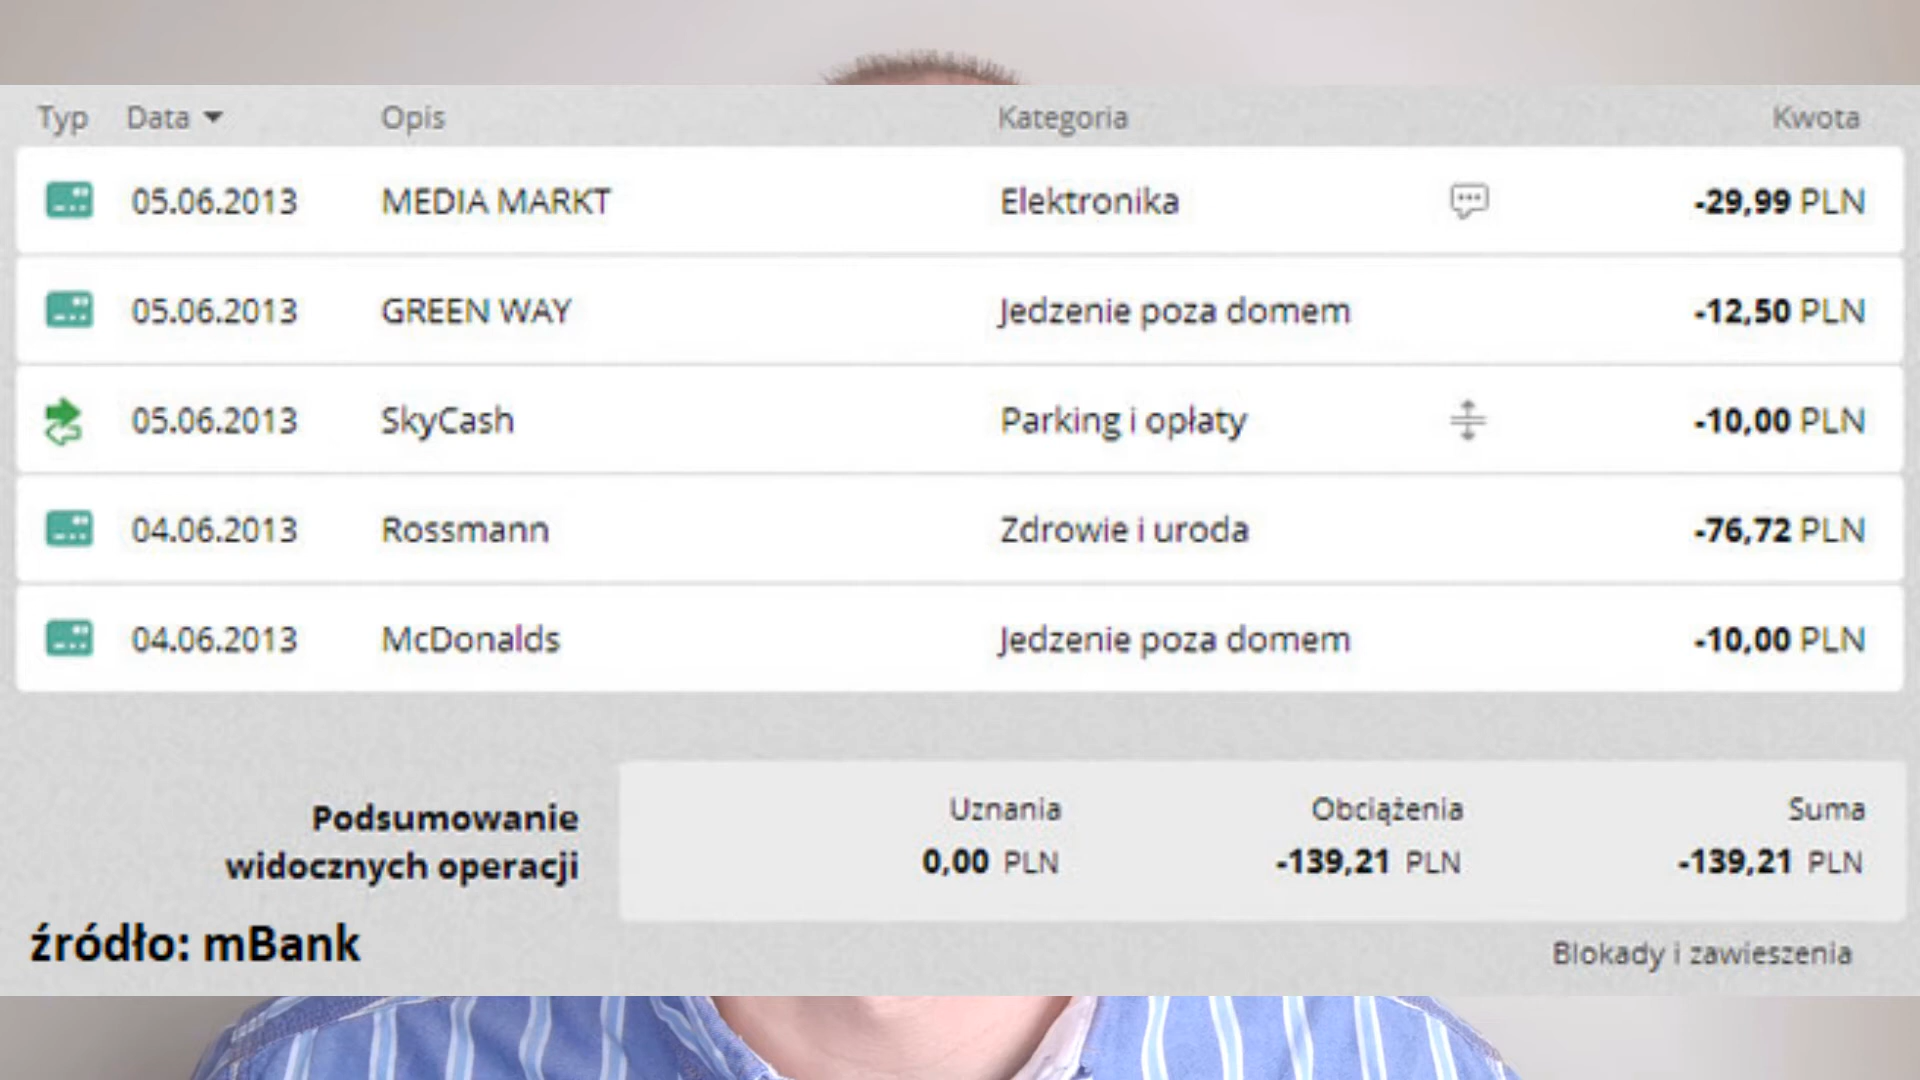 Typ Data Opis Kategoria Kwota
05.06.2013 MEDIA MARKT Elektronika -29,99 PLN
05.06.2013 GREEN WAY Jedzenie poza domem -12,50 PLN
05.06.2013 SkyCash Parking i opłaty -10,00 PLN
04.06.2013 Rossmann Zdrowie i uroda -76,72 PLN
04.06.2013 McDonalds Jedzenie poza domem -10,00 PLN
Podsumowanie
widocznych operacji
Uznania Obciążenia Suma
0,00 PLN -139,21 PLN -139,21 PLN
źródło: mBank
Blokady i zawieszenia